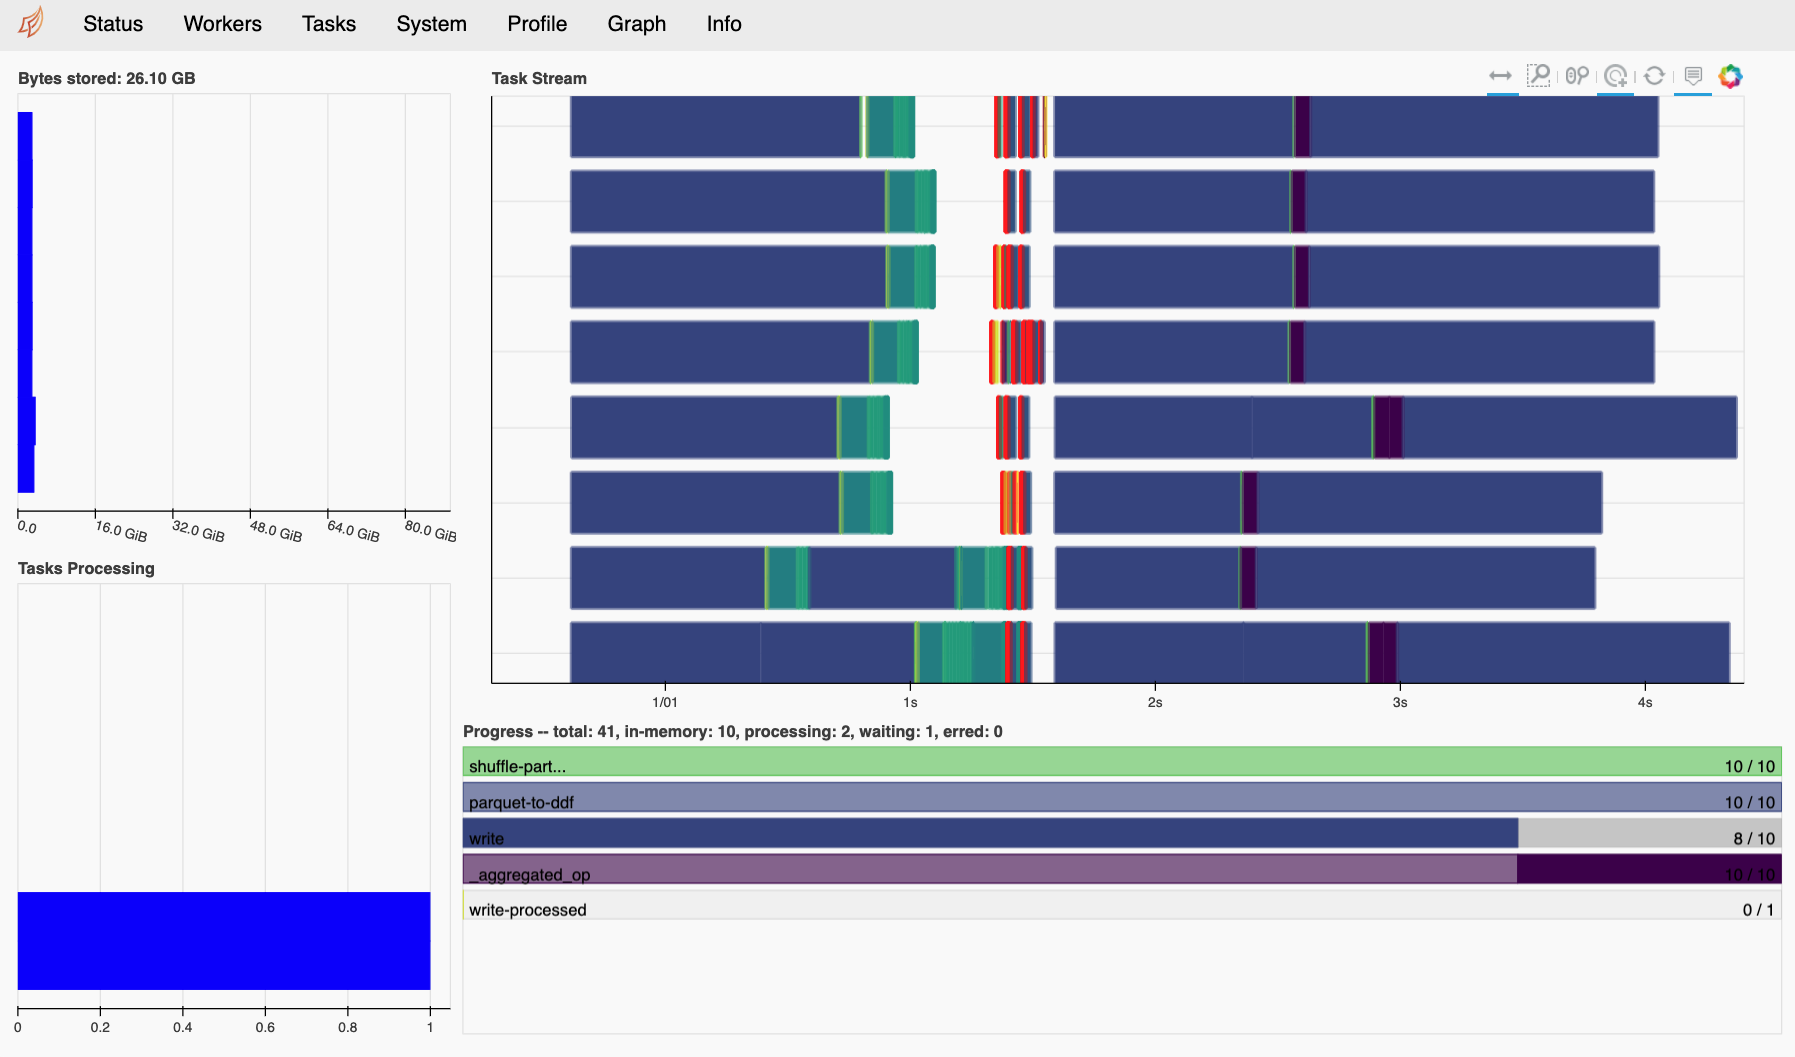 Status Workers Tasks System Profile Graph Info
Bytes stored: 26.10 GB
0.0 16.0 GiB 32.0 GiB 48.0 GiB 64.0 GiB 80.0 GiB
Tasks Processing
0 0.2 0.4 0.6 0.8 1
Task Stream
1/01 1s 2s 3s 4s
Progress -- total: 41, in-memory: 10, processing: 2, waiting: 1, erred: 0
shuffle-part... 10 / 10
parquet-to-ddf 10 / 10
write 8 / 10
_aggregated_op 10 / 10
write-processed 0 / 1